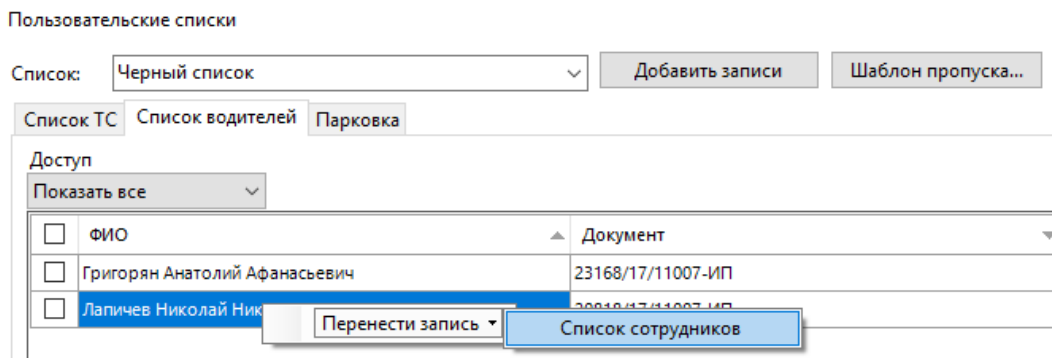 Пользовательские списки
Список: Черный список Добавить записи Шаблон пропуска...
Список ТС Список водителей Парковка
Доступ
Показать все
ФИО Документ
Григорян Анатолий Афанасьевич 23168/17/11007-ИП
Лапичев Николай
Перенести запись Список сотрудников